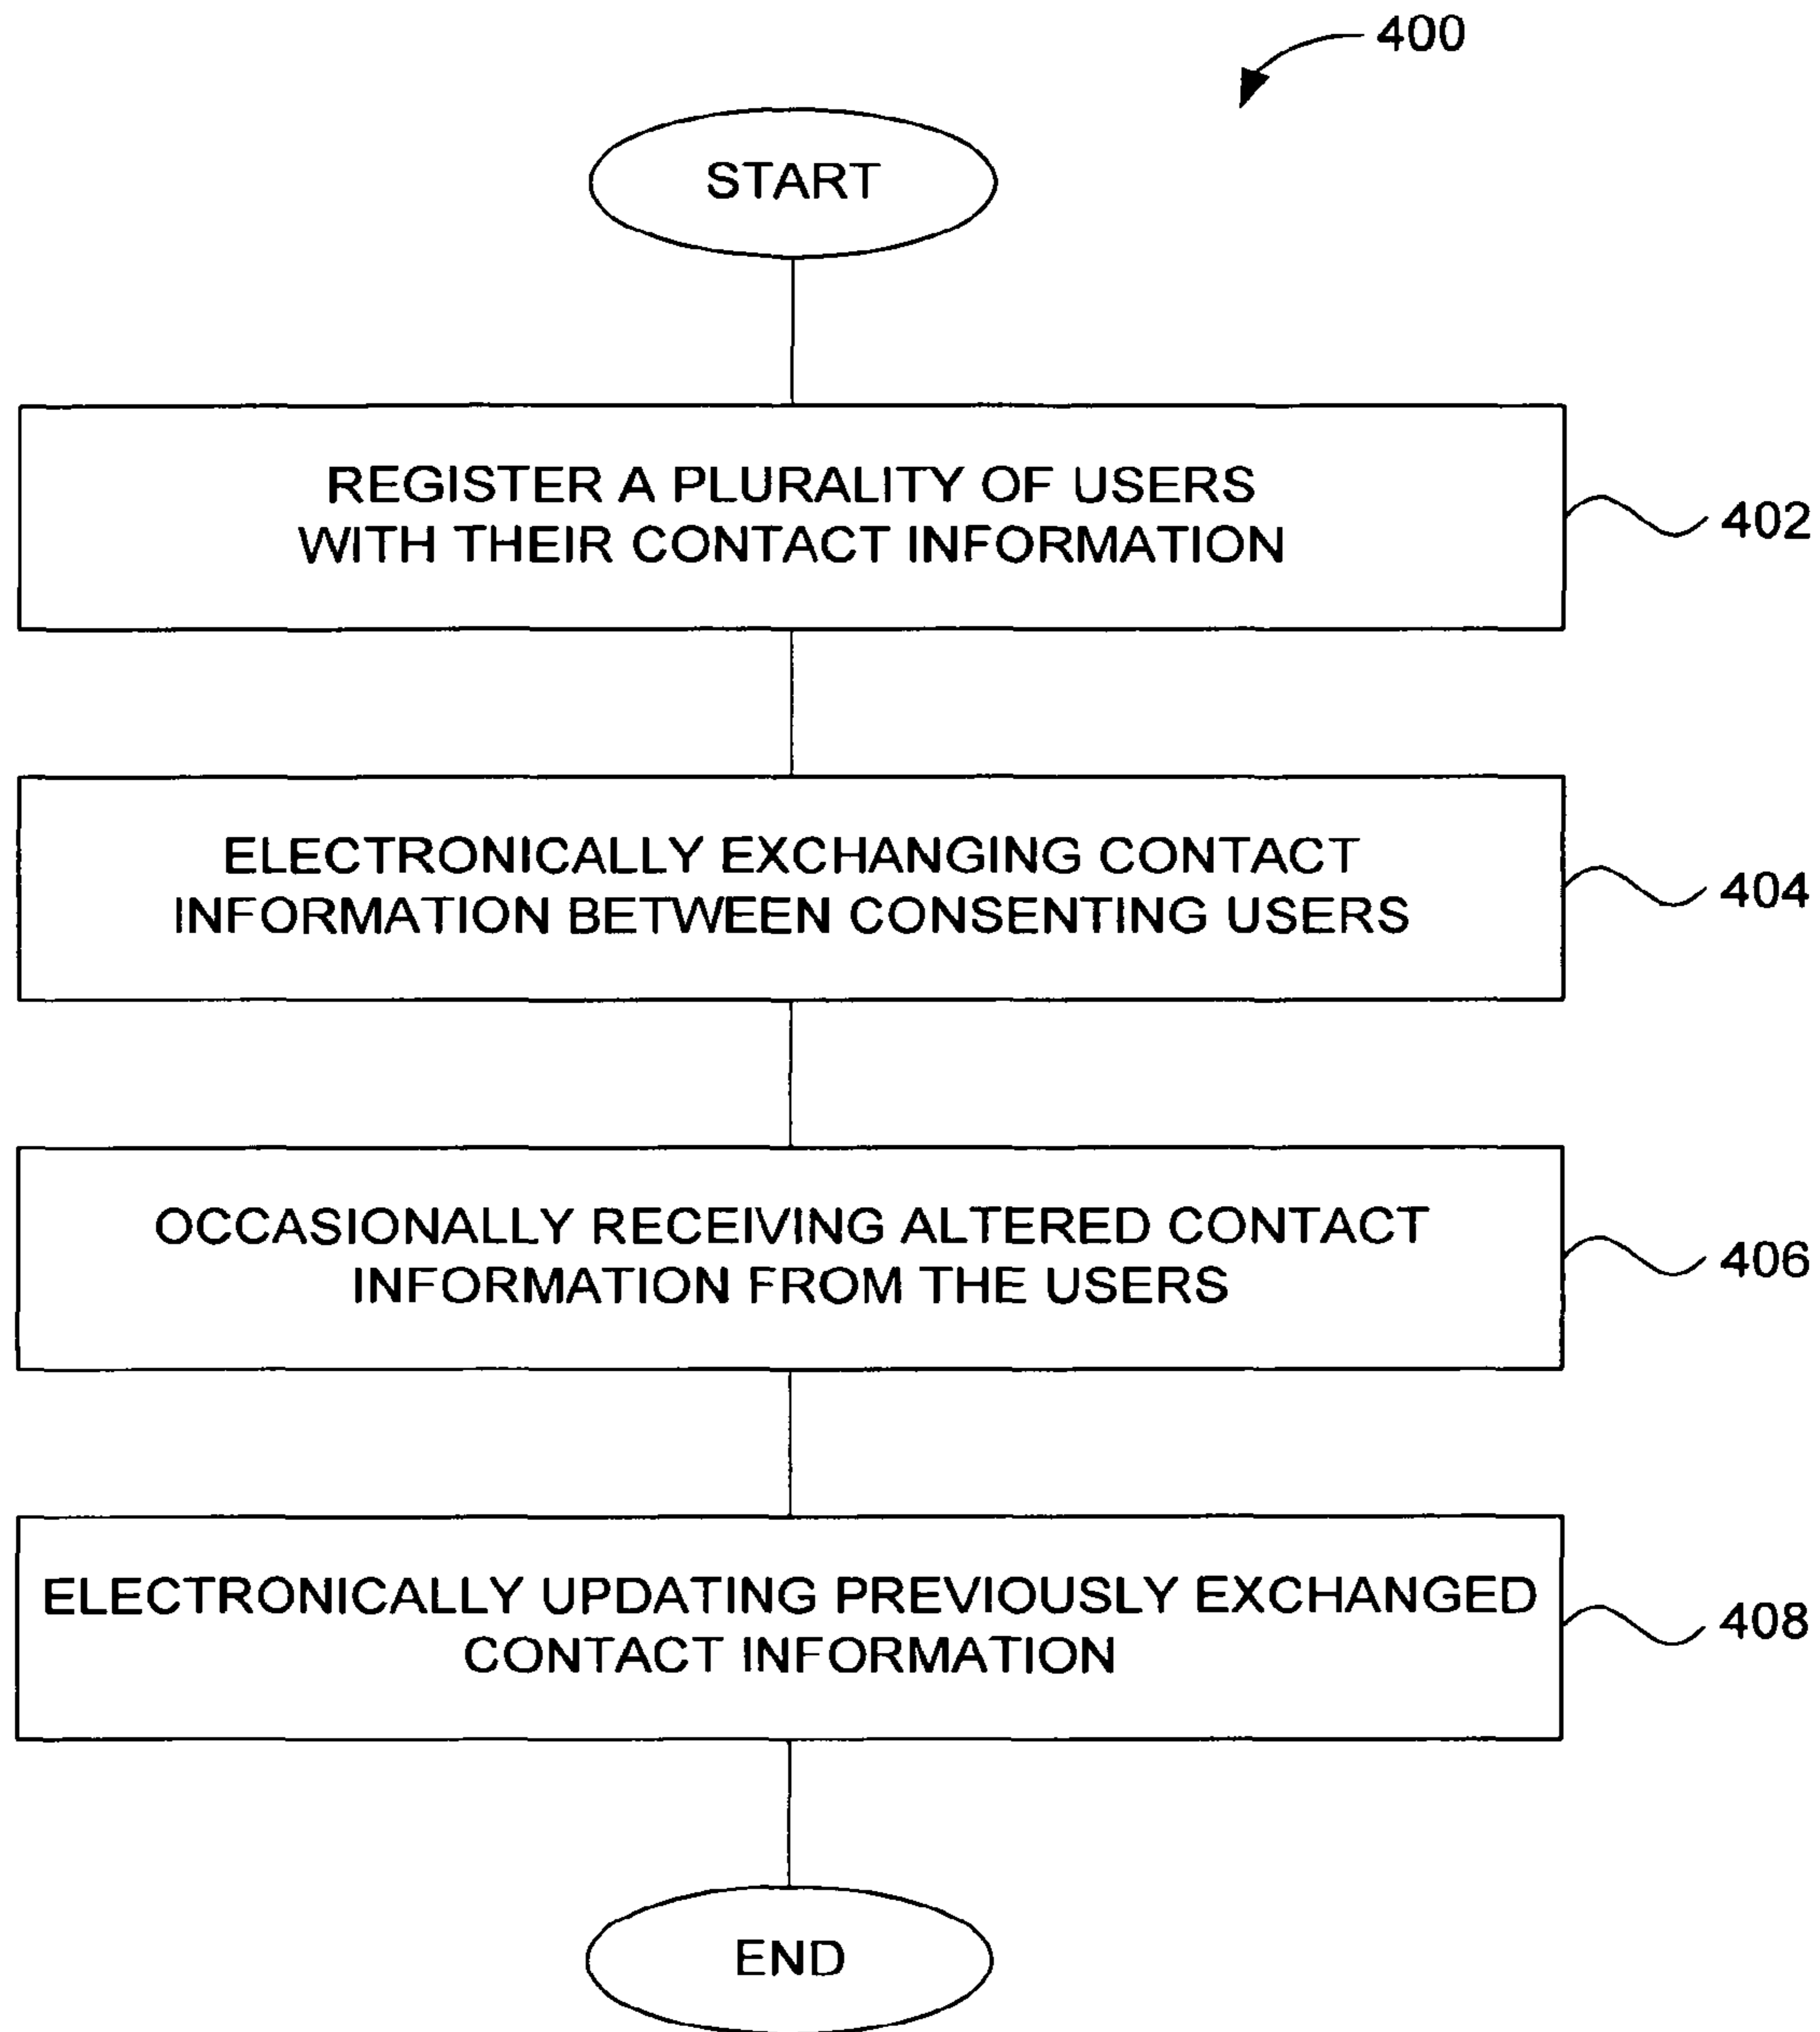 400
START
REGISTER A PLURALITY OF USERS
WITH THEIR CONTACT INFORMATION
402
ELECTRONICALLY EXCHANGING CONTACT
INFORMATION BETWEEN CONSENTING USERS
404
OCCASIONALLY RECEIVING ALTERED CONTACT
INFORMATION FROM THE USERS
406
ELECTRONICALLY UPDATING PREVIOUSLY EXCHANGED
CONTACT INFORMATION
408
END